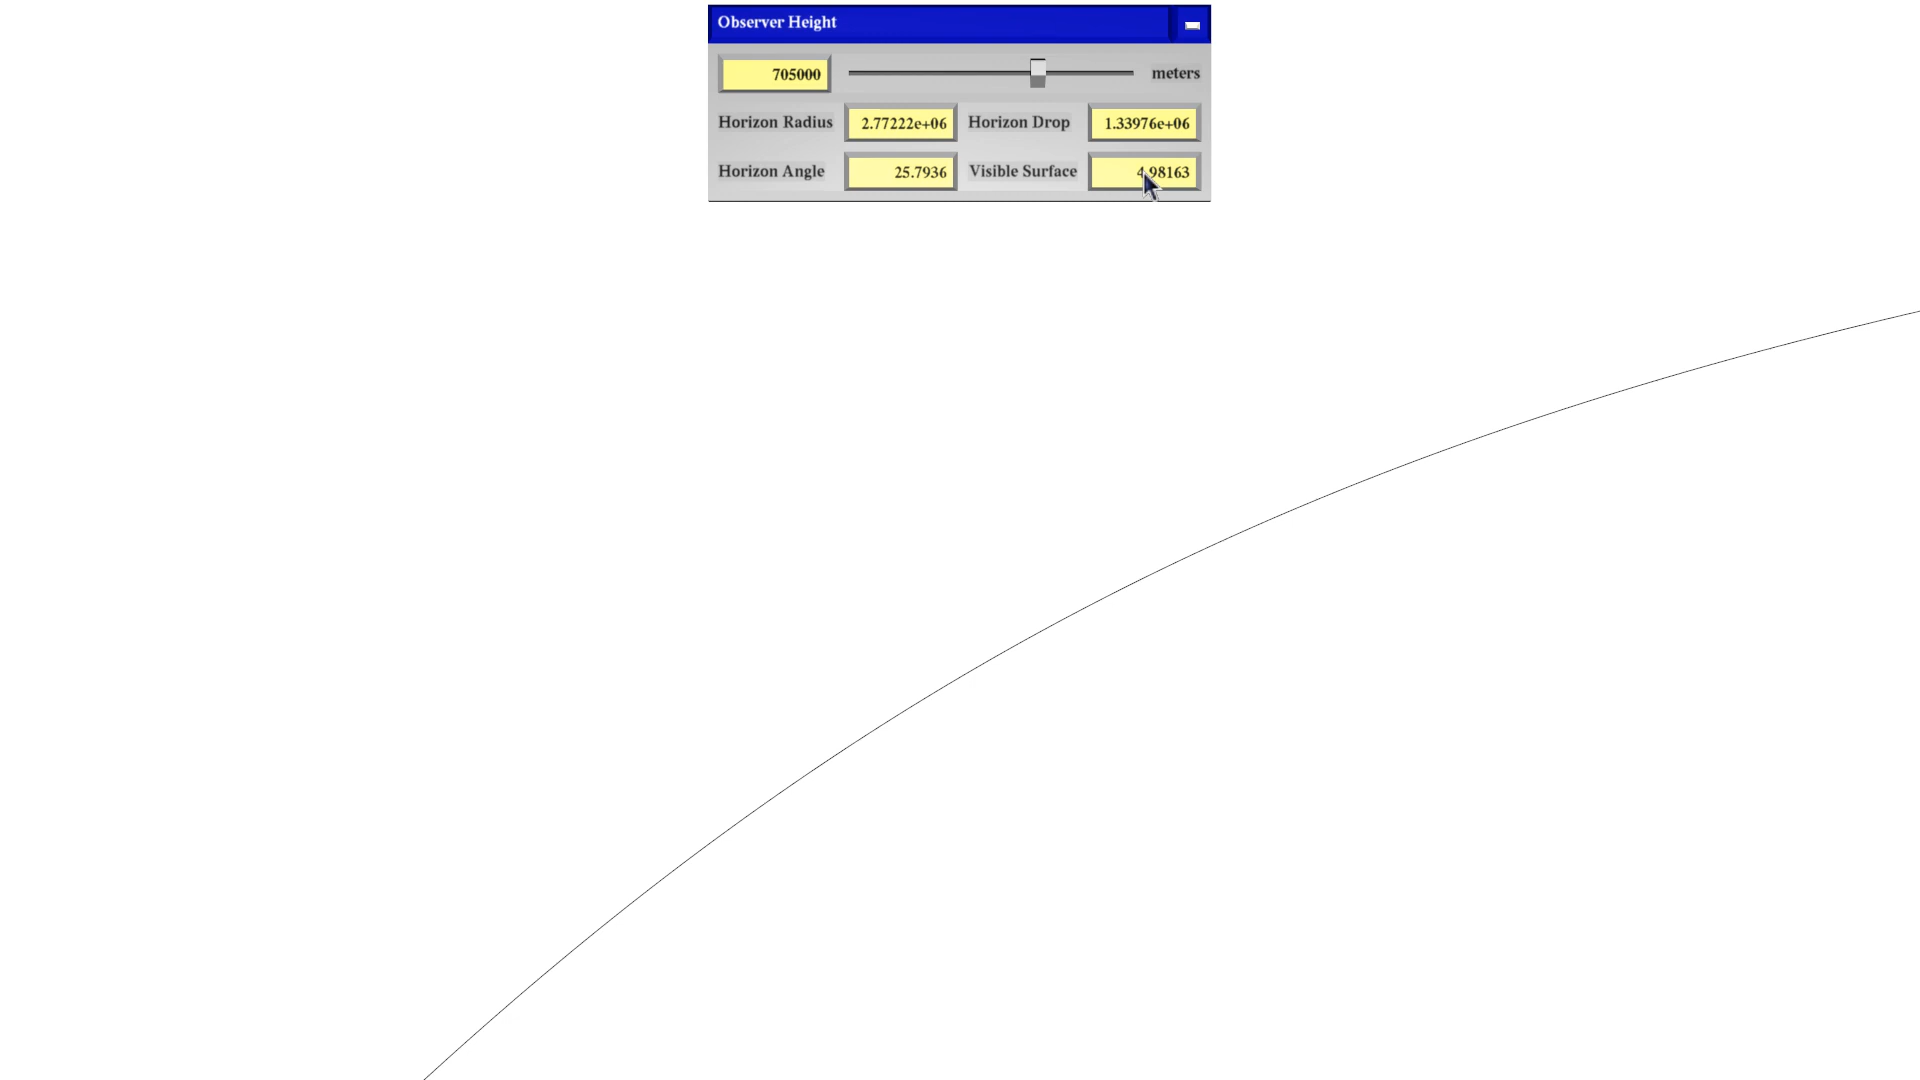 Observer Height
705000 meters
Horizon Radius 2.77222e+06 Horizon Drop 1.33976e+06
Horizon Angle 25.7936 Visible Surface 4.98163